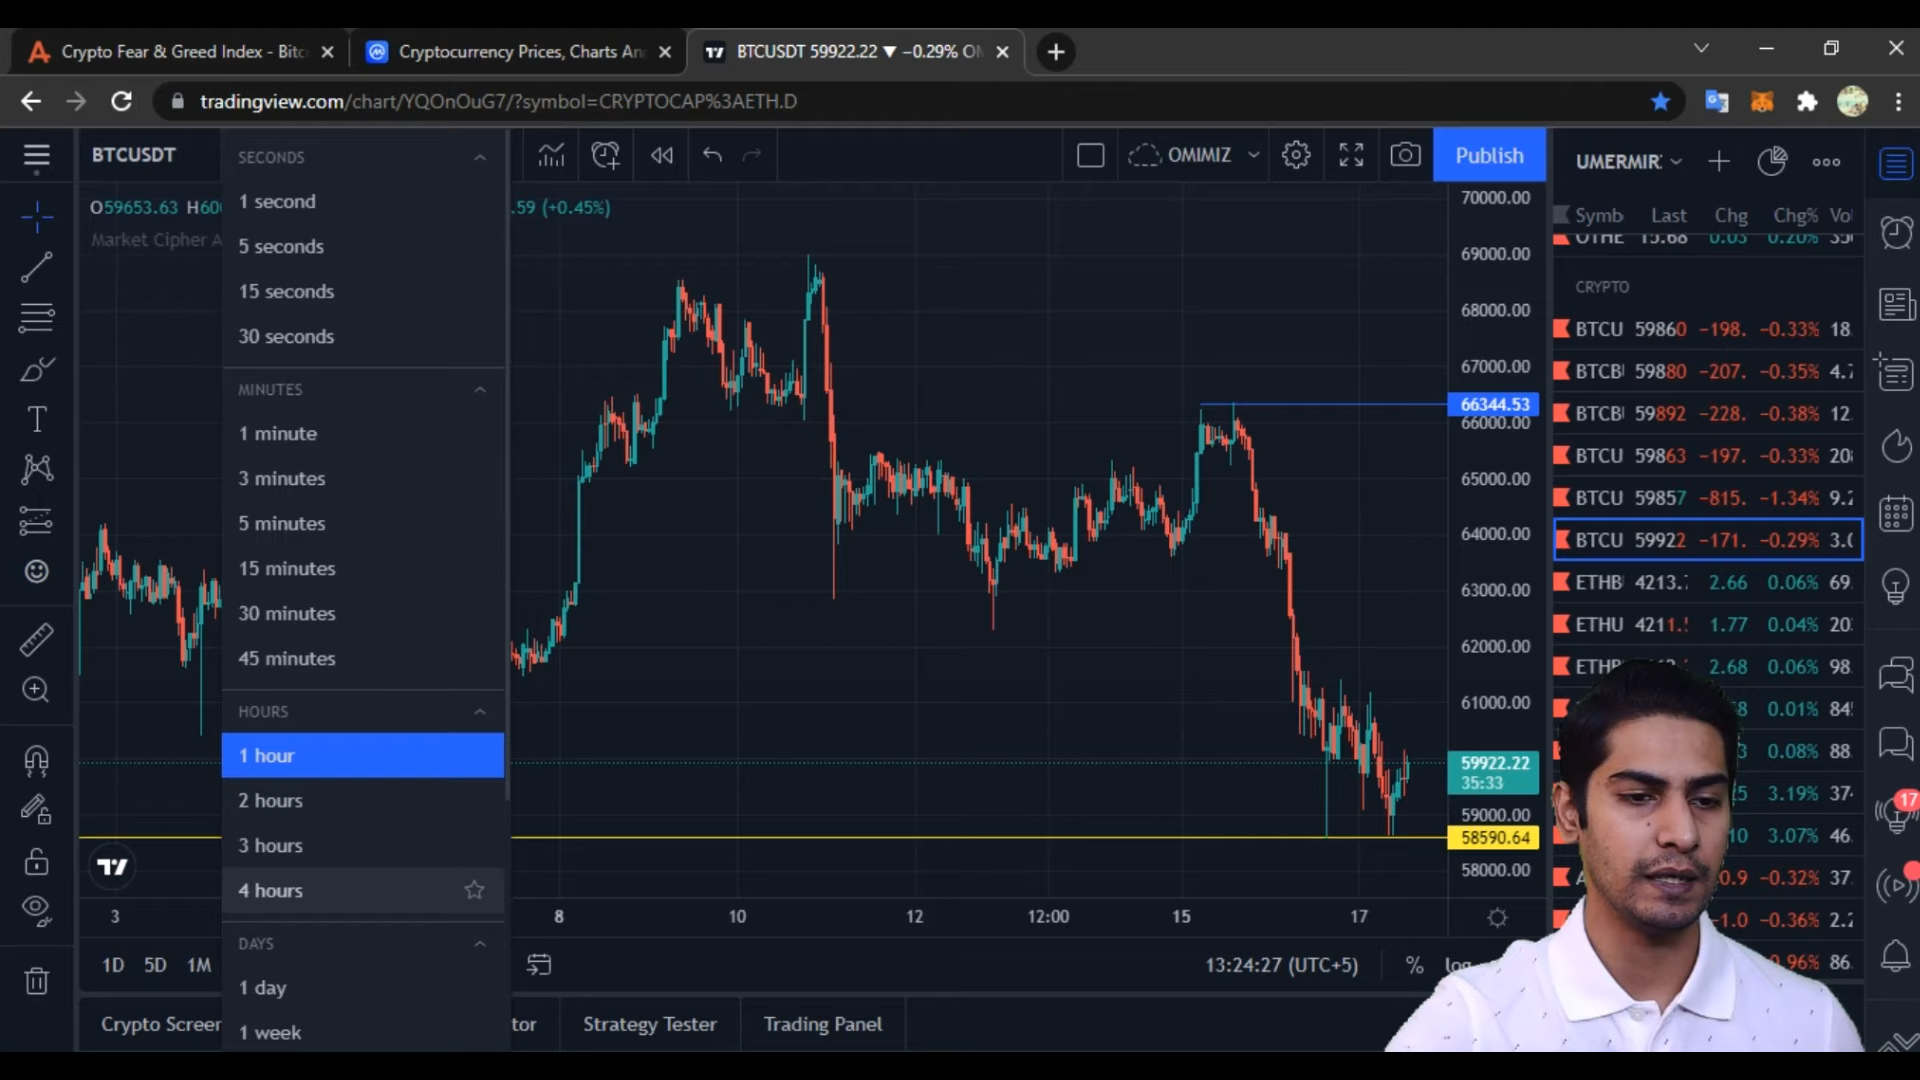 Crypto Fear & Greed Index - Bitc
Cryptocurrency Prices, Charts An
BTCUSDT 59922.22 ▼ −0.29% OM
tradingview.com/chart/YQOnOuG7/?symbol=CRYPTOCAP%3AETH.D
BTCUSDT
OMIMIZ
Publish
UMERMIR
O59653.63 H60
.59 (+0.45%)
Market Cipher A
SECONDS
1 second
5 seconds
15 seconds
30 seconds
MINUTES
1 minute
3 minutes
5 minutes
15 minutes
30 minutes
45 minutes
HOURS
1 hour
2 hours
3 hours
4 hours
DAYS
1 day
1 week
70000.00
69000.00
68000.00
67000.00
66344.53
66000.00
65000.00
64000.00
63000.00
62000.00
61000.00
59922.22
35:33
59000.00
58590.64
58000.00
3 8 10 12 12:00 15 17
1D 5D 1M
13:24:27 (UTC+5) % log
Crypto Screen
tor
Strategy Tester
Trading Panel
Symb Last Chg Chg% Vol
OTHE 15.68 0.03 0.20% 350
CRYPTO
BTCU 59860 −198. −0.33% 18.
BTCB 59880 −207. −0.35% 4.7
BTCB 59892 −228. −0.38% 12.
BTCU 59863 −197. −0.33% 20
BTCU 59857 −815. −1.34% 9.2
BTCU 59922 −171. −0.29% 3.0
ETHB 4213. 2.66 0.06% 69.
ETHU 4211. 1.77 0.04% 20
ETHB 2.68 0.06% 98.
8 0.01% 84
3 0.08% 88.
5 3.19% 37
10 3.07% 46.
0.9 −0.32% 37.
-1.0 −0.36% 2.2
0.96% 86.
17